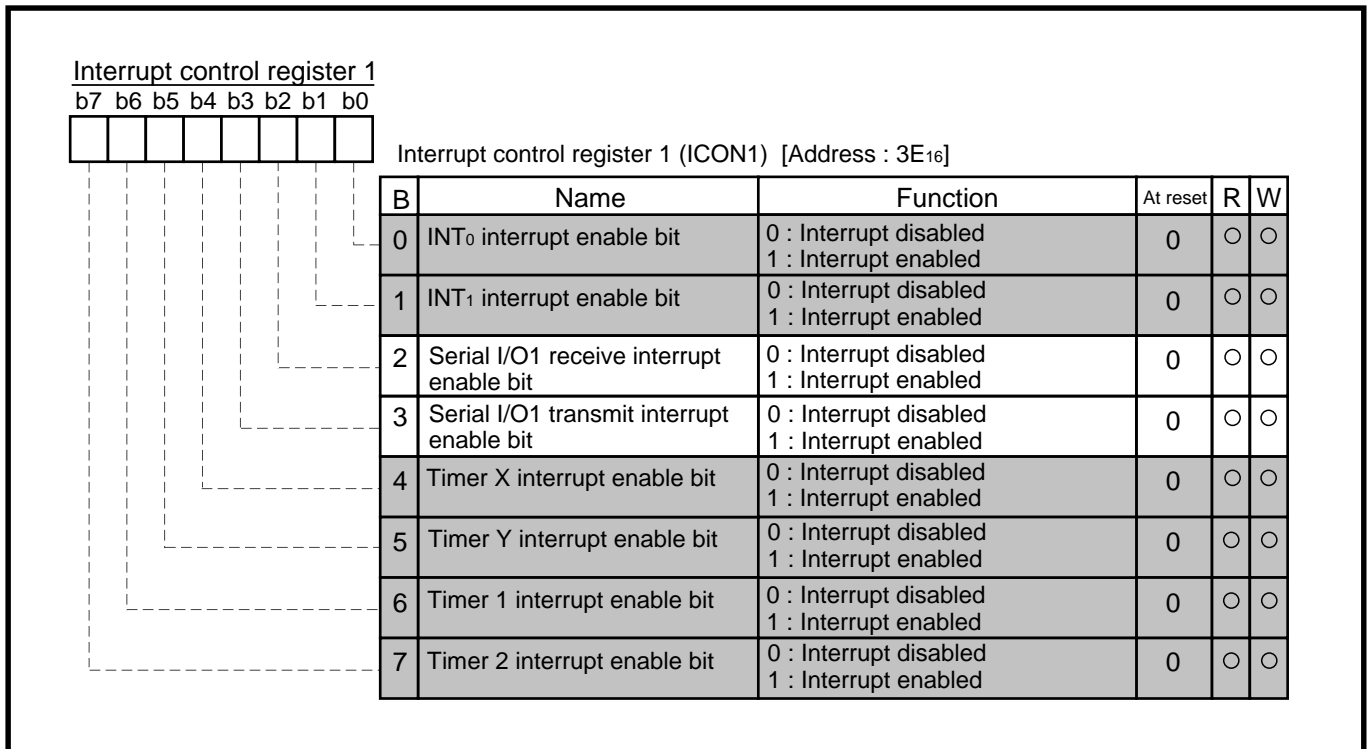 Interrupt control register 1
b7 b6 b5 b4 b3 b2 b1 b0
Interrupt control register 1 (ICON1) [Address : 3E16]
B Name Function At reset R W
0 INT0 interrupt enable bit 0 : Interrupt disabled 0 ○ ○
1 : Interrupt enabled
1 INT1 interrupt enable bit 0 : Interrupt disabled 0 ○ ○
1 : Interrupt enabled
2 Serial I/O1 receive interrupt 0 : Interrupt disabled 0 ○ ○
enable bit 1 : Interrupt enabled
3 Serial I/O1 transmit interrupt 0 : Interrupt disabled 0 ○ ○
enable bit 1 : Interrupt enabled
4 Timer X interrupt enable bit 0 : Interrupt disabled 0 ○ ○
1 : Interrupt enabled
5 Timer Y interrupt enable bit 0 : Interrupt disabled 0 ○ ○
1 : Interrupt enabled
6 Timer 1 interrupt enable bit 0 : Interrupt disabled 0 ○ ○
1 : Interrupt enabled
7 Timer 2 interrupt enable bit 0 : Interrupt disabled 0 ○ ○
1 : Interrupt enabled